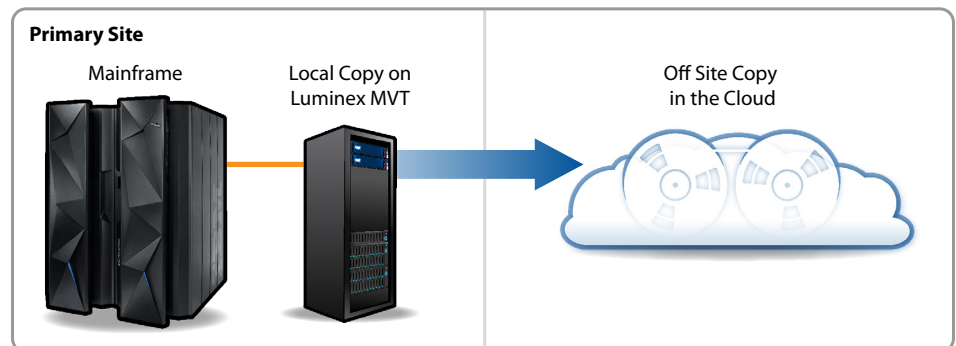 Primary Site
Mainframe
Local Copy on
Luminex MVT
Off Site Copy
in the Cloud